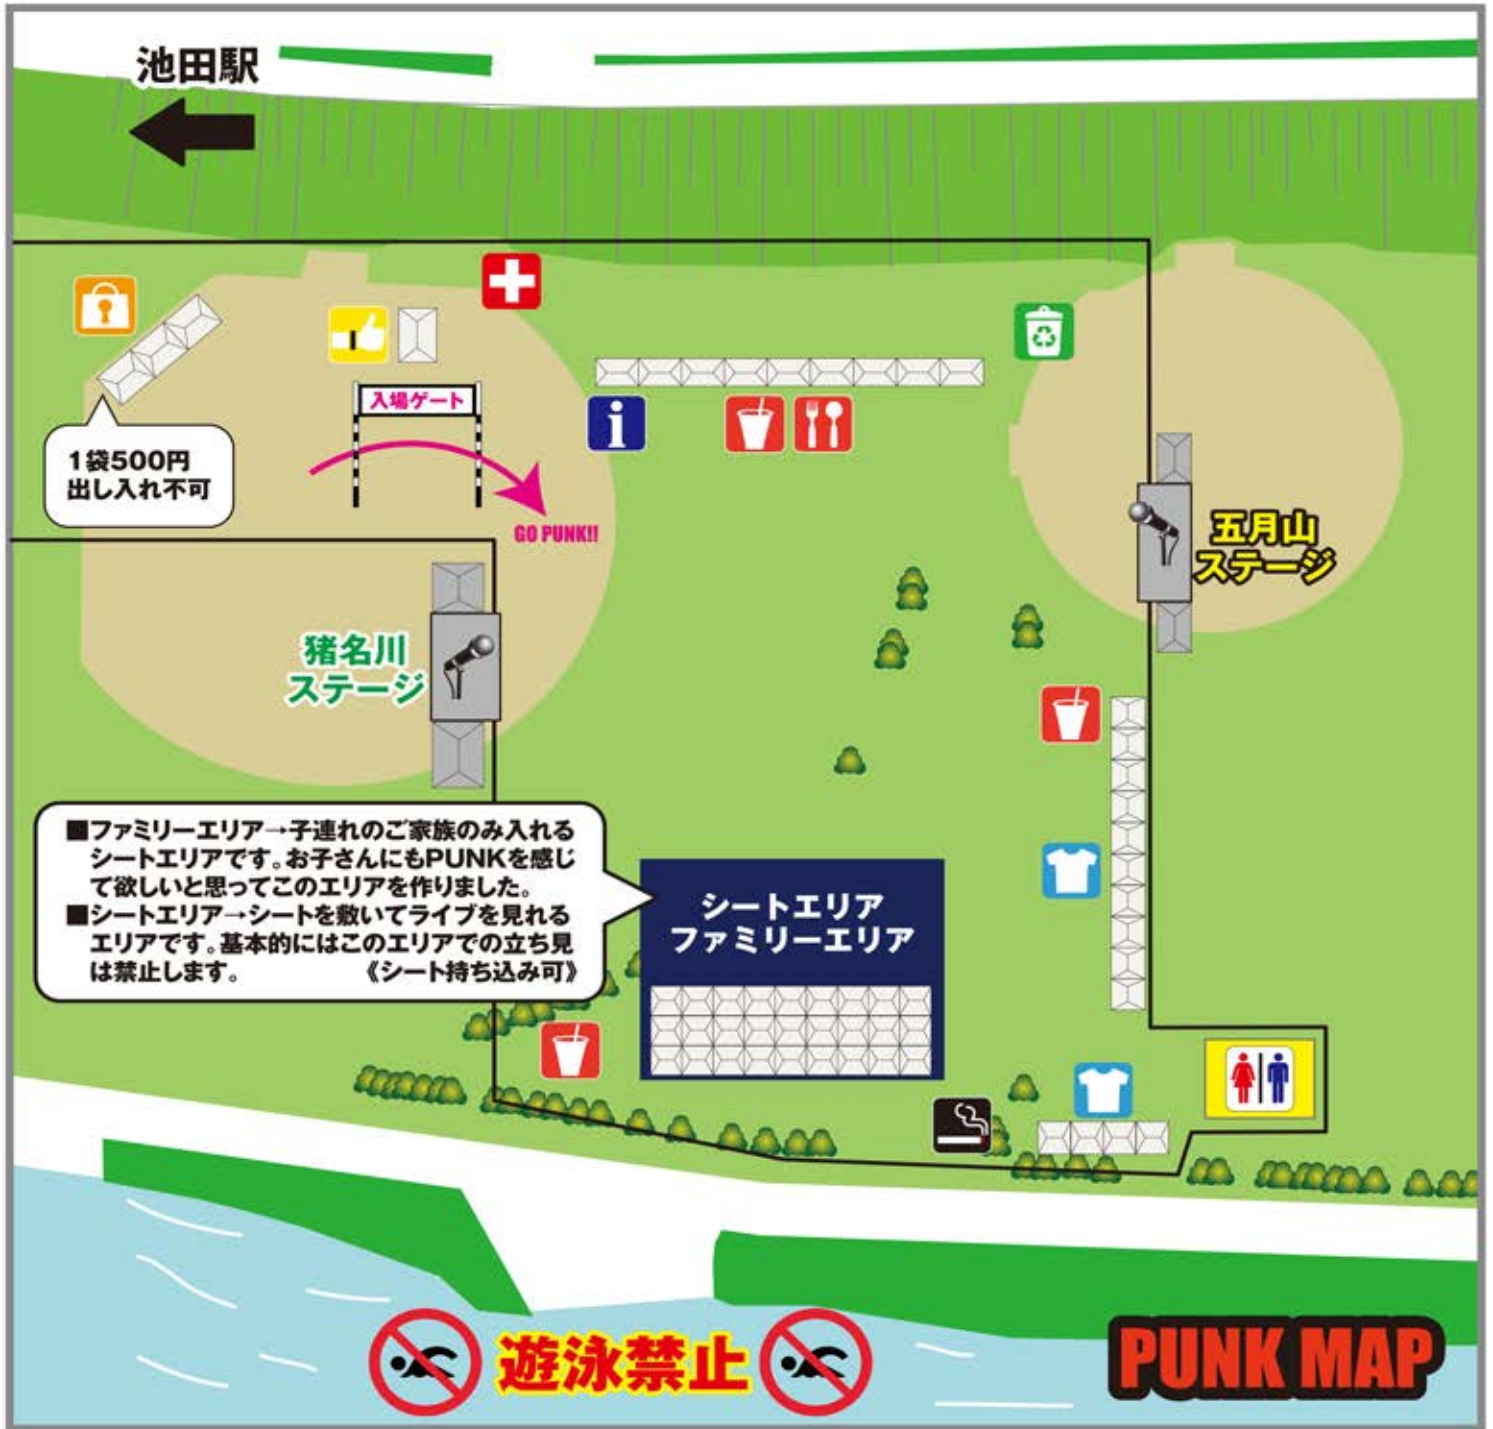 池田駅
入場ゲート
1袋500円
出し入れ不可
GO PUNK!!
五月山
ステージ
猪名川
ステージ
■ファミリーエリア→子連れのご家族のみ入れる
シートエリアです。お子さんにもPUNKを感じ
て欲しいと思ってこのエリアを作りました。
■シートエリア→シートを敷いてライブを見れる
エリアです。基本的にはこのエリアでの立ち見
は禁止します。 《シート持ち込み可》
シートエリア
ファミリーエリア
遊泳禁止
PUNK MAP